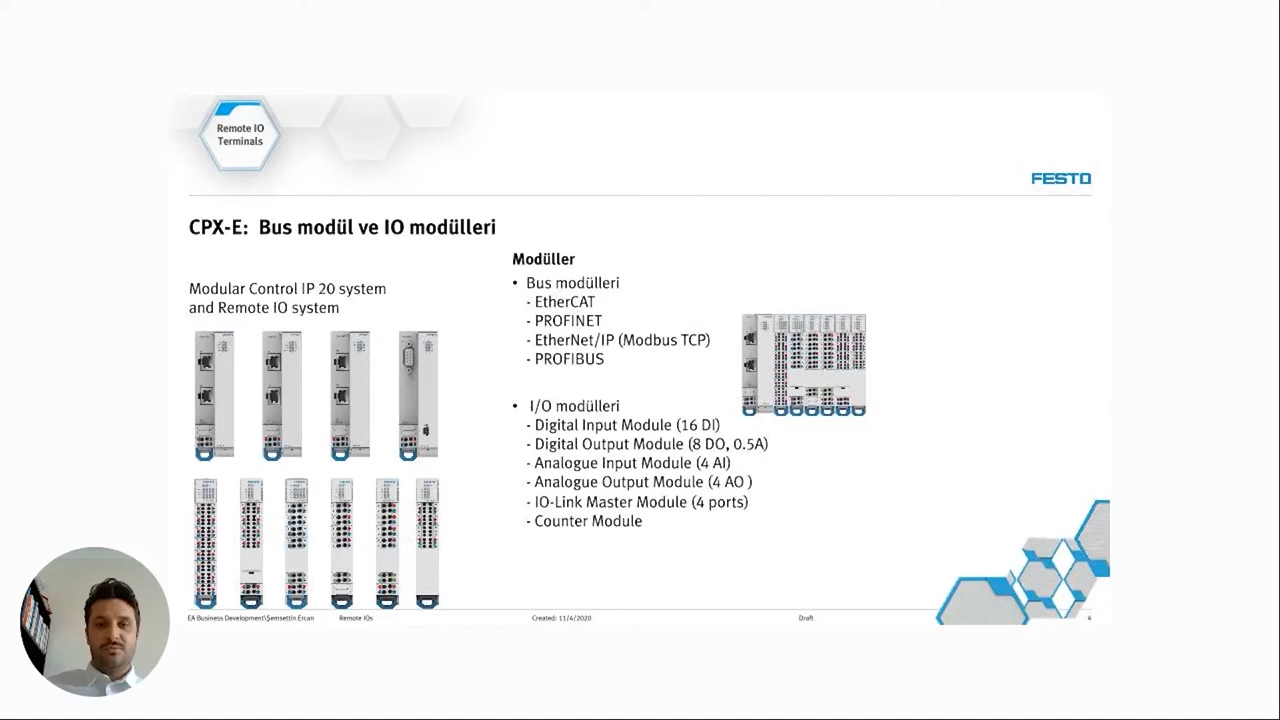 Remote IO
Terminals
FESTO
CPX-E: Bus modül ve IO modülleri
Modular Control IP 20 system
and Remote IO system
Modüller
• Bus modülleri
- EtherCAT
- PROFINET
- EtherNet/IP (Modbus TCP)
- PROFIBUS
• I/O modülleri
- Digital Input Module (16 DI)
- Digital Output Module (8 DO, 0.5A)
- Analogue Input Module (4 AI)
- Analogue Output Module (4 AO )
- IO-Link Master Module (4 ports)
- Counter Module
EA Business Development\Şemsettin Ercan
Remote IOs
Created: 11/4/2020
Draft
4